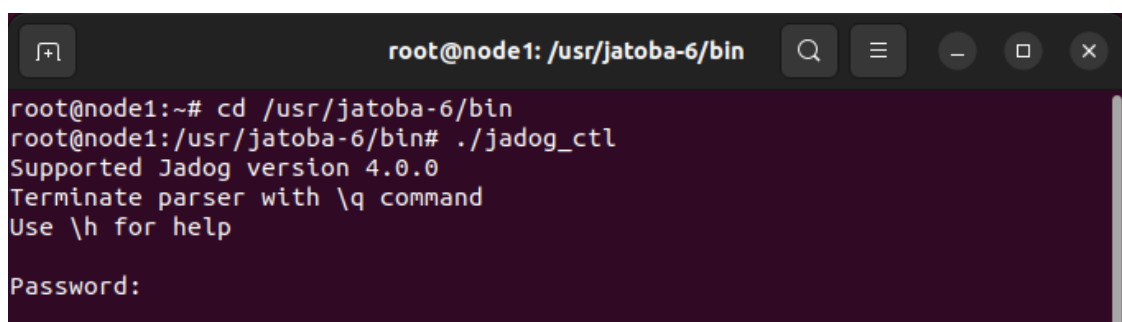 root@node1: /usr/jatoba-6/bin
root@node1:~# cd /usr/jatoba-6/bin
root@node1:/usr/jatoba-6/bin# ./jadog_ctl
Supported Jadog version 4.0.0
Terminate parser with \q command
Use \h for help
Password: